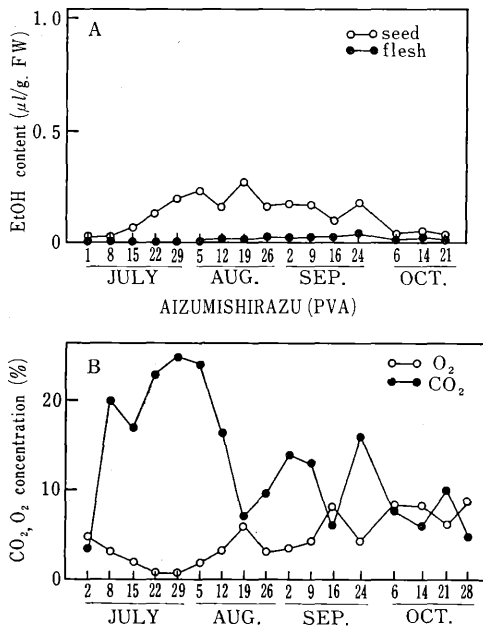 A
seed
flesh
EtOH content (μl/g. FW)
1.0
0.5
0
1 8 15 22 29 5 12 19 26 2 9 16 24 6 14 21
JULY AUG. SEP. OCT.
AIZUMISHIRAZU (PVA)
B
O₂
CO₂
CO₂, O₂ concentration (%)
20
10
0
2 8 15 22 29 5 12 19 26 2 9 16 24 6 14 21 28
JULY AUG. SEP. OCT.